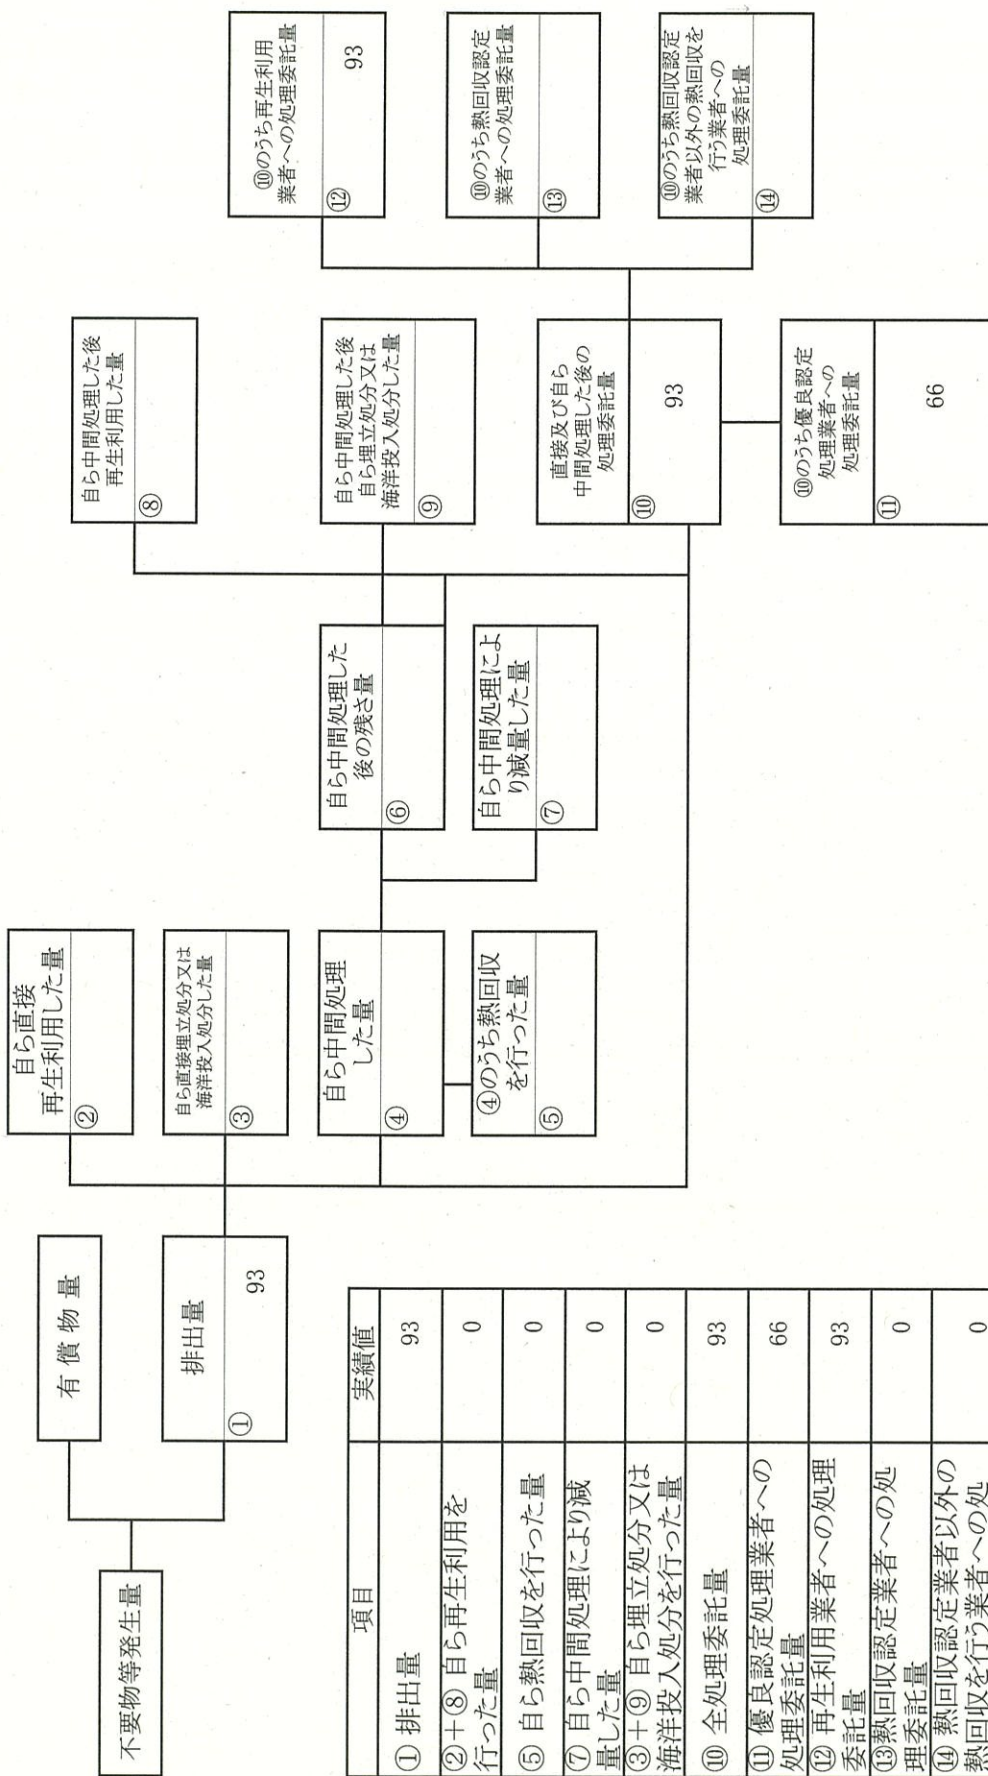 不要物等発生量
有償物量
排出量
①
93
自ら直接
再生利用した量
②
自ら直接埋立処分又は
海洋投入処分した量
③
自ら中間処理
した量
④
④のうち熱回収
を行った量
⑤
自ら中間処理した
後の残さ量
⑥
自ら中間処理によ
り減量した量
⑦
自ら中間処理した後
再生利用した量
⑧
自ら中間処理した後
自ら埋立処分又は
海洋投入処分した量
⑨
直接及び自ら
中間処理した後の
処理委託量
⑩
93
⑩のうち優良認定
処理業者への
処理委託量
⑪
66
⑩のうち再生利用
業者への処理委託量
⑫
93
⑩のうち熱回収認定
業者への処理委託量
⑬
⑩のうち熱回収認定
業者以外の熱回収を
行う業者への
処理委託量
⑭
項目 実績値
①排出量 93
②+⑧自ら再生利用を
行った量 0
⑤自ら熱回収を行った量 0
⑦自ら中間処理により減
量した量 0
③+⑨自ら埋立処分又は
海洋投入処分を行った量 0
⑩全処理委託量 93
⑪優良認定処理業者への
処理委託量 66
⑫再生利用業者への処理
委託量 93
⑬熱回収認定業者への処
理委託量 0
⑭熱回収認定業者以外の
熱回収を行う業者への処 0